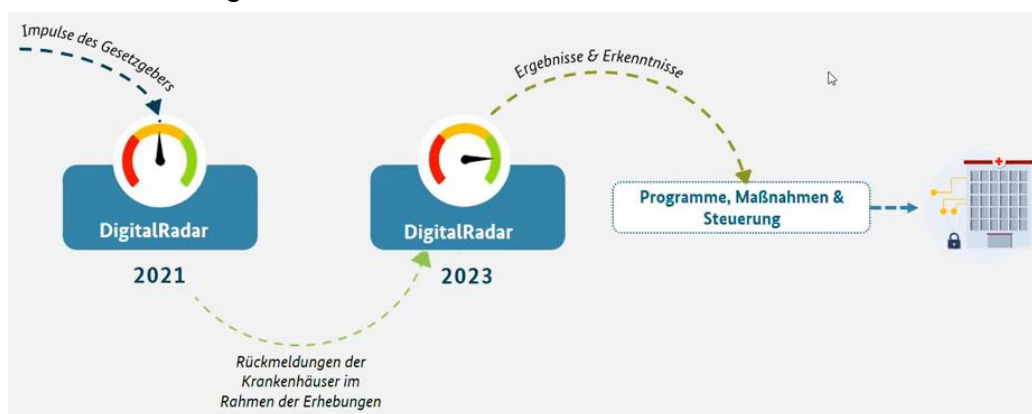 Impulse des Gesetzgebers
Ergebnisse & Erkenntnisse
DigitalRadar
2021
DigitalRadar
2023
Programme, Maßnahmen &
Steuerung
Rückmeldungen der
Krankenhäuser im
Rahmen der Erhebungen